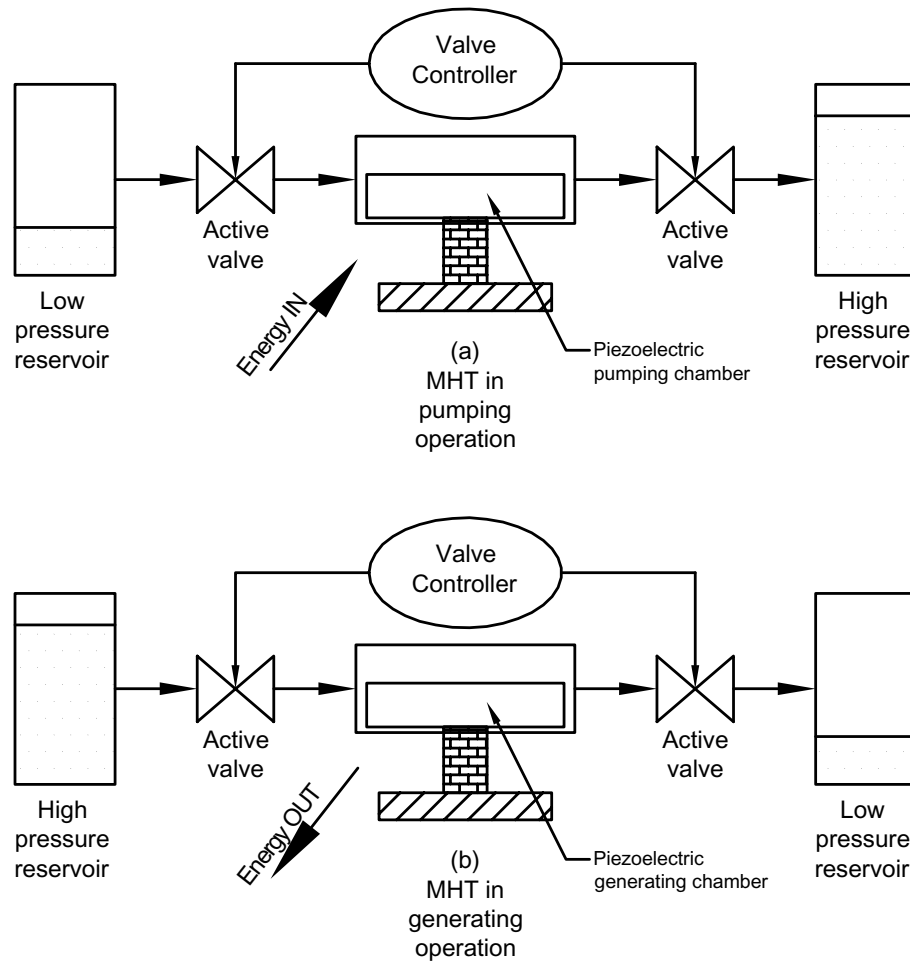 Valve
Controller
Active
valve
Active
valve
Low
pressure
reservoir
Energy IN
(a)
MHT in
pumping
operation
Piezoelectric
pumping chamber
High
pressure
reservoir
Valve
Controller
Active
valve
Active
valve
High
pressure
reservoir
Energy OUT
(b)
MHT in
generating
operation
Piezoelectric
generating chamber
Low
pressure
reservoir